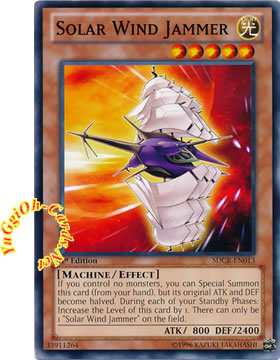 SOLAR WIND JAMMER
光
YuGgiOh-Cards.Net
SDCR-EN013
1st Edition
[MACHINE / EFFECT]
If you control no monsters, you can Special Summon
this card (from your hand), but its original ATK and DEF
become halved. During each of your Standby Phases:
Increase the Level of this card by 1. There can only be
1 "Solar Wind Jammer" on the field.
ATK/ 800 DEF/2400
33911264
©1996 KAZUKI TAKAHASHI